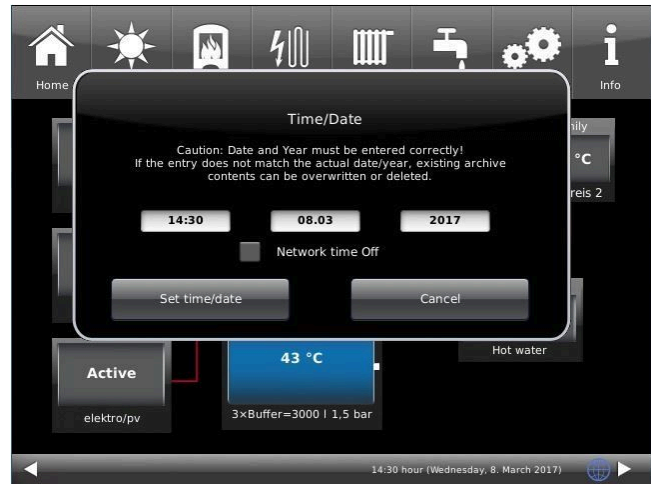 Home
Info
Time/Date
Caution: Date and Year must be entered correctly!
If the entry does not match the actual date/year, existing archive
contents can be overwritten or deleted.
14:30 08.03 2017
Network time Off
Set time/date Cancel
°C
Hot water
43 °C
Active
elektro/pv
3×Buffer=3000 l 1,5 bar
14:30 hour (Wednesday, 8. March 2017)